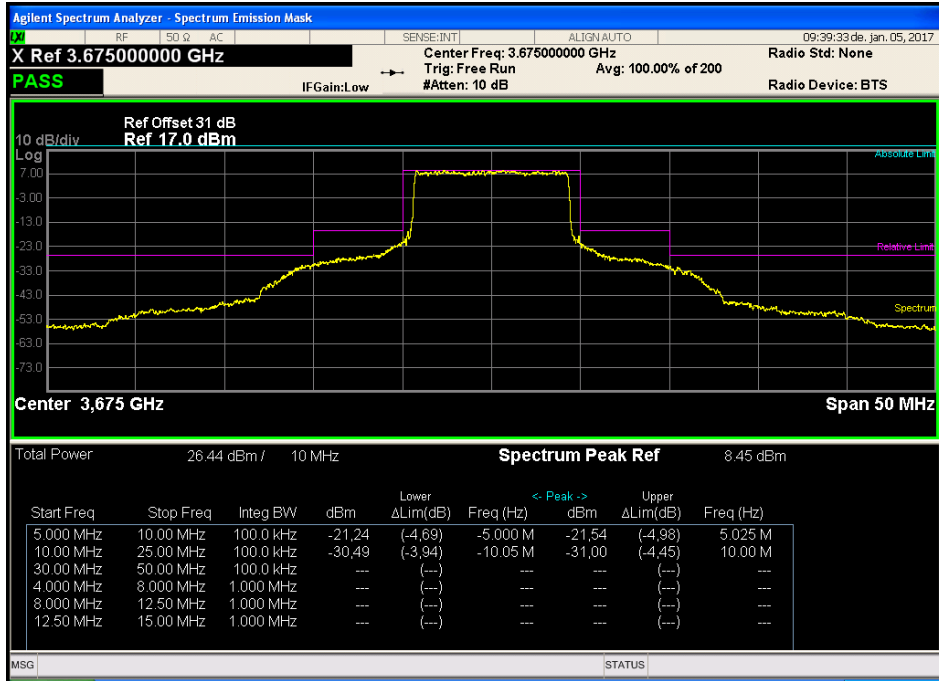 Agilent Spectrum Analyzer - Spectrum Emission Mask
LXI RF 50 Ω AC SENSE:INT ALIGN AUTO 09:39:33 de. jan. 05, 2017
X Ref 3.675000000 GHz Center Freq: 3.675000000 GHz Radio Std: None
Trig: Free Run Avg: 100.00% of 200
PASS IFGain:Low #Atten: 10 dB Radio Device: BTS
Ref Offset 31 dB
10 dB/div Ref 17.0 dBm
Log Absolute Limit
7.00
-3.00
-13.0
-23.0 Relative Limit
-33.0
-43.0
Spectrum
-53.0
-63.0
-73.0
Center 3,675 GHz Span 50 MHz
Total Power 26.44 dBm / 10 MHz Spectrum Peak Ref 8.45 dBm
Lower <- Peak -> Upper
Start Freq Stop Freq Integ BW dBm ΔLim(dB) Freq (Hz) dBm ΔLim(dB) Freq (Hz)
5.000 MHz 10.00 MHz 100.0 kHz -21,24 (-4,69) -5.000 M -21,54 (-4,98) 5.025 M
10.00 MHz 25.00 MHz 100.0 kHz -30,49 (-3,94) -10.05 M -31,00 (-4,45) 10.00 M
30.00 MHz 50.00 MHz 100.0 kHz --- (---) --- --- (---) ---
4.000 MHz 8.000 MHz 1.000 MHz --- (---) --- --- (---) ---
8.000 MHz 12.50 MHz 1.000 MHz --- (---) --- --- (---) ---
12.50 MHz 15.00 MHz 1.000 MHz --- (---) --- --- (---) ---
MSG STATUS